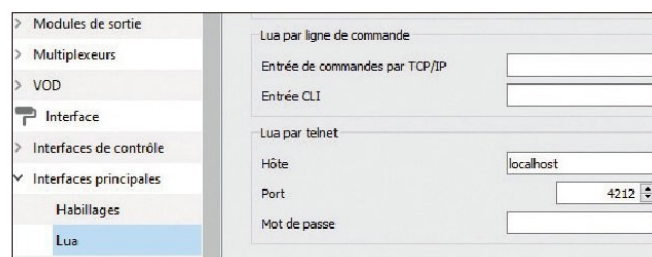 Modules de sortie
Multiplexeurs
VOD
Interface
Interfaces de contrôle
Interfaces principales
Habillages
Lua
Lua par ligne de commande
Entrée de commandes par TCP/IP
Entrée CLI
Lua par telnet
Hôte
localhost
Port
4212
Mot de passe